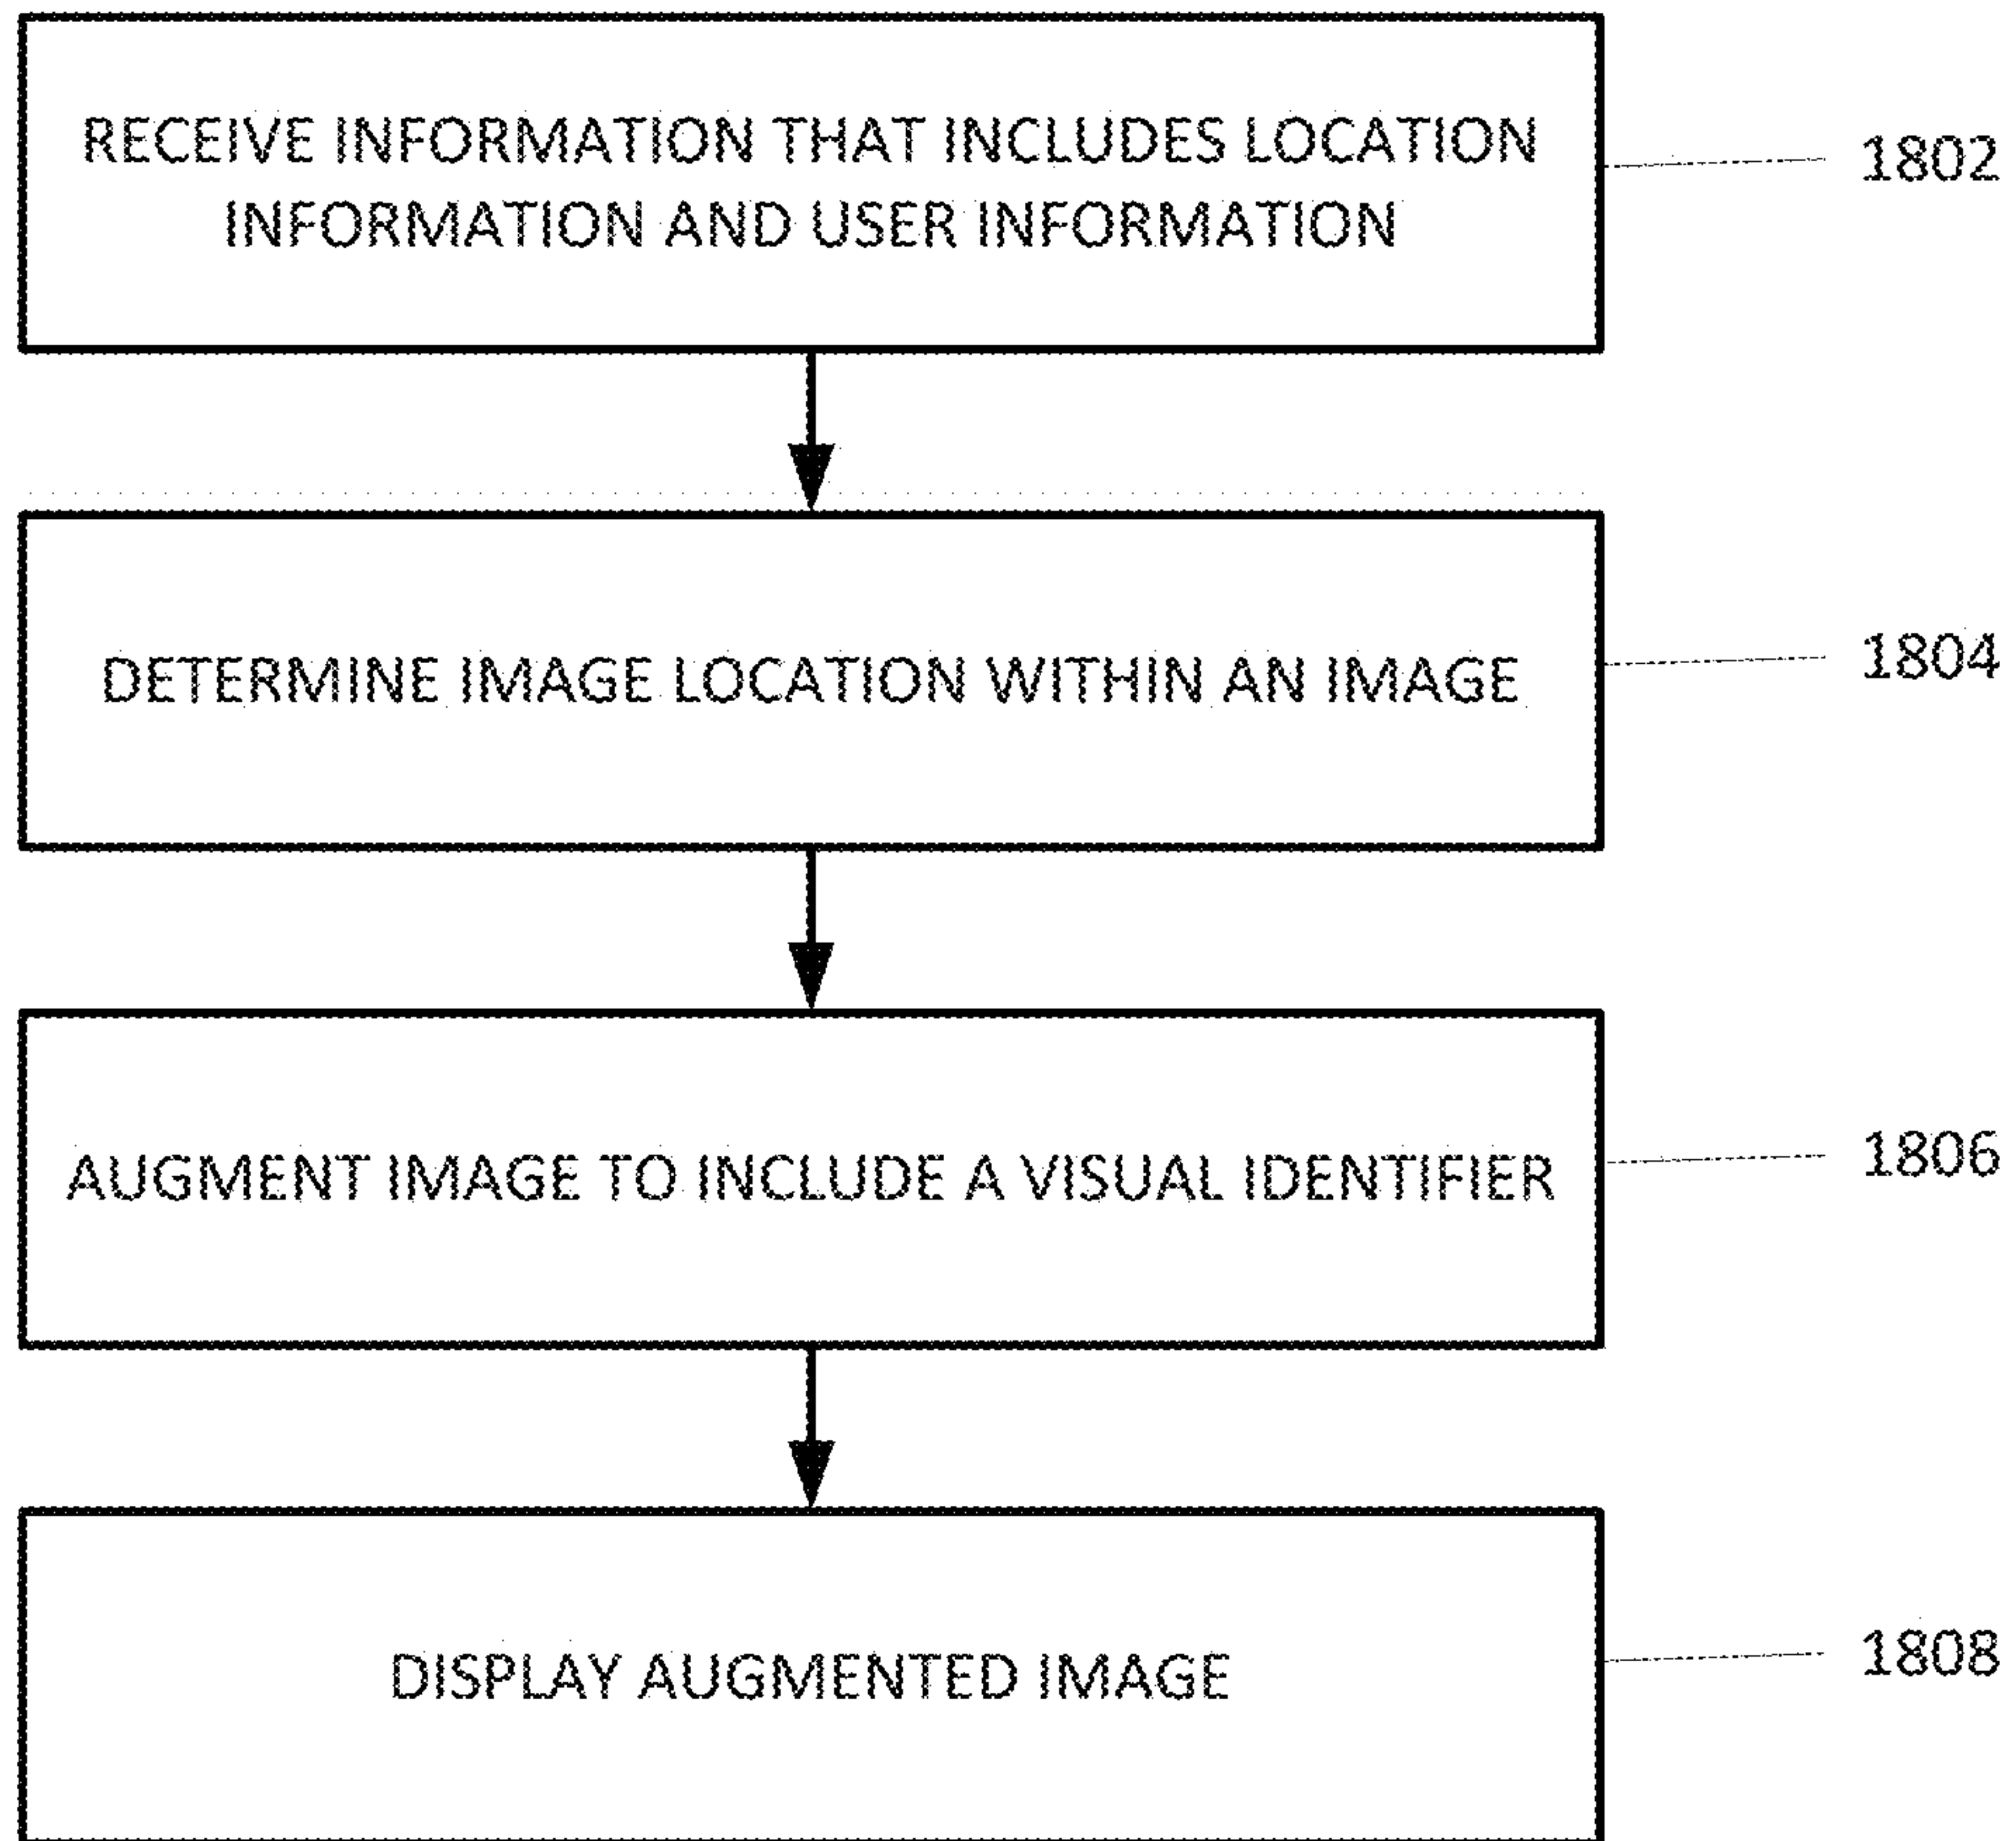 RECEIVE INFORMATION THAT INCLUDES LOCATION
INFORMATION AND USER INFORMATION
1802
DETERMINE IMAGE LOCATION WITHIN AN IMAGE
1804
AUGMENT IMAGE TO INCLUDE A VISUAL IDENTIFIER
1806
DISPLAY AUGMENTED IMAGE
1808